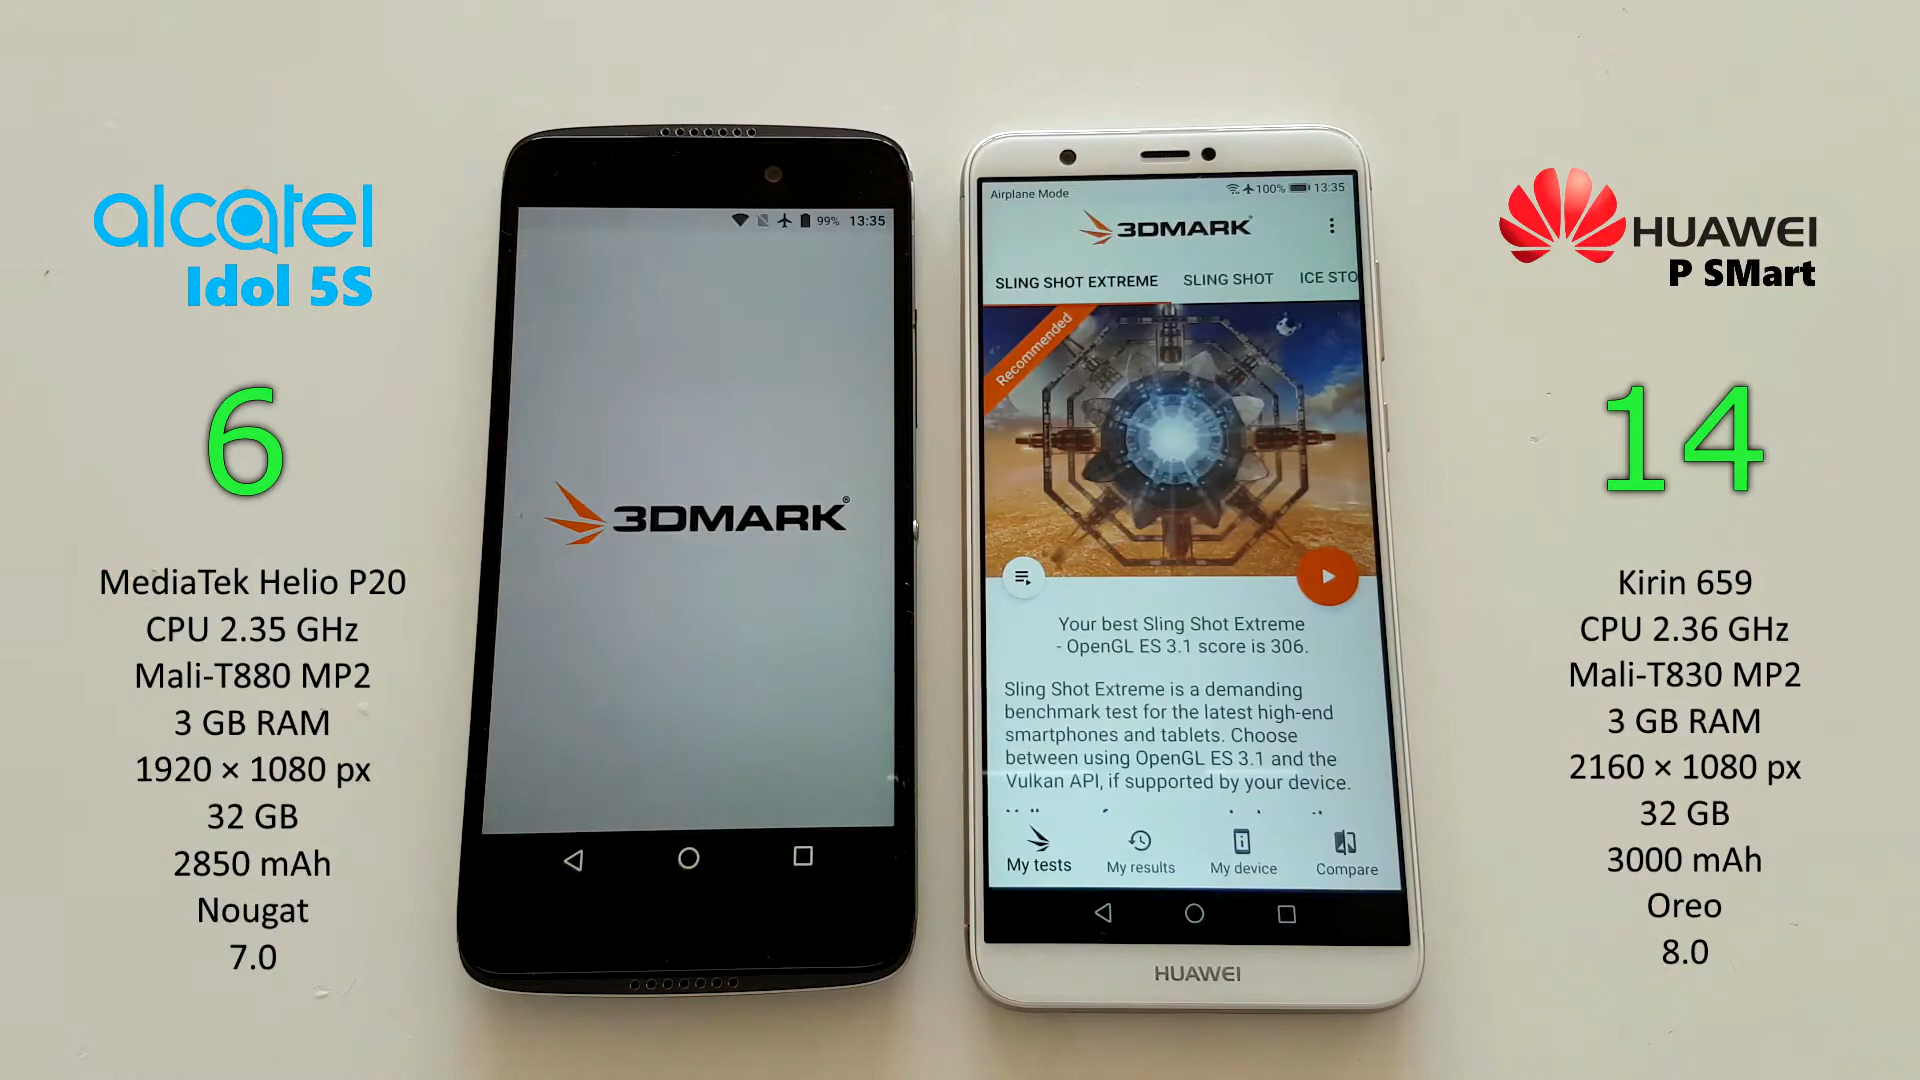 alcatel
Idol 5S
6
MediaTek Helio P20
CPU 2.35 GHz
Mali-T880 MP2
3 GB RAM
1920 × 1080 px
32 GB
2850 mAh
Nougat
7.0
99% 13:35
3DMARK®
Airplane Mode 100% 13:35
3DMARK®
SLING SHOT EXTREME SLING SHOT ICE STO
Recommended
Your best Sling Shot Extreme
- OpenGL ES 3.1 score is 306.
Sling Shot Extreme is a demanding
benchmark test for the latest high-end
smartphones and tablets. Choose
between using OpenGL ES 3.1 and the
Vulkan API, if supported by your device.
My tests My results My device Compare
HUAWEI
HUAWEI
P SMart
14
Kirin 659
CPU 2.36 GHz
Mali-T830 MP2
3 GB RAM
2160 × 1080 px
32 GB
3000 mAh
Oreo
8.0